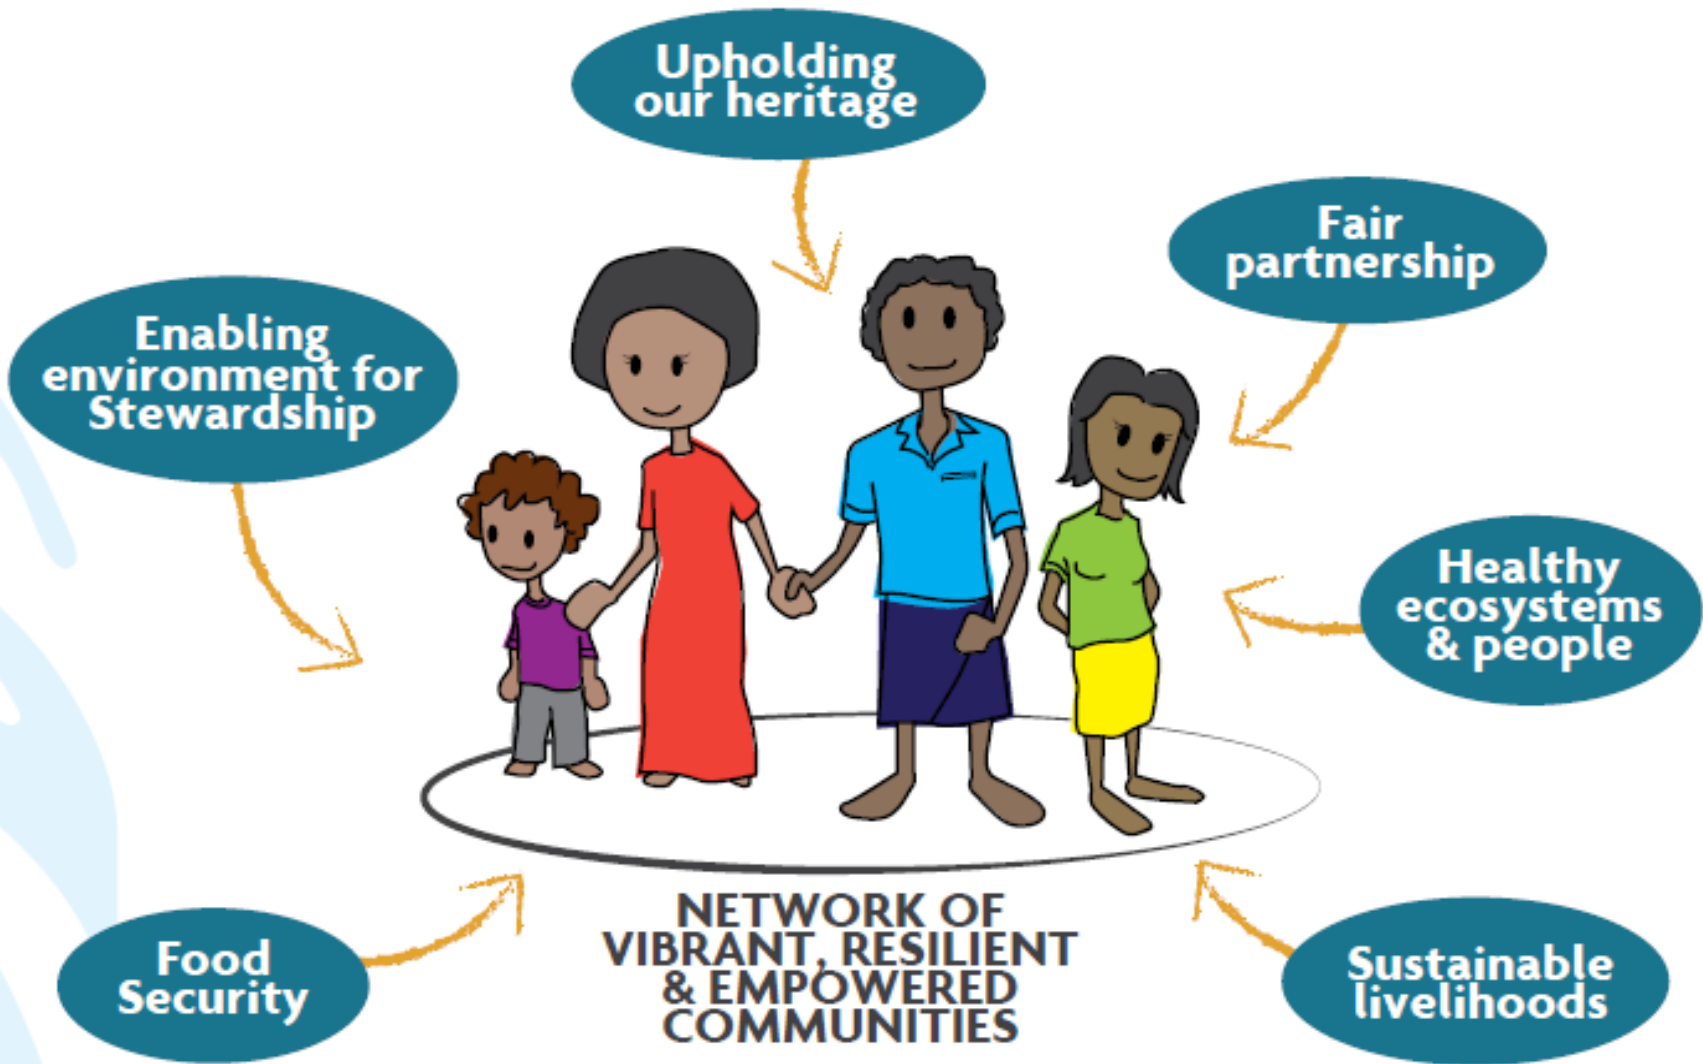 Upholding
our heritage
Fair
partnership
Enabling
environment for
Stewardship
Healthy
ecosystems
& people
Food
Security
NETWORK OF
VIBRANT, RESILIENT
& EMPOWERED
COMMUNITIES
Sustainable
livelihoods